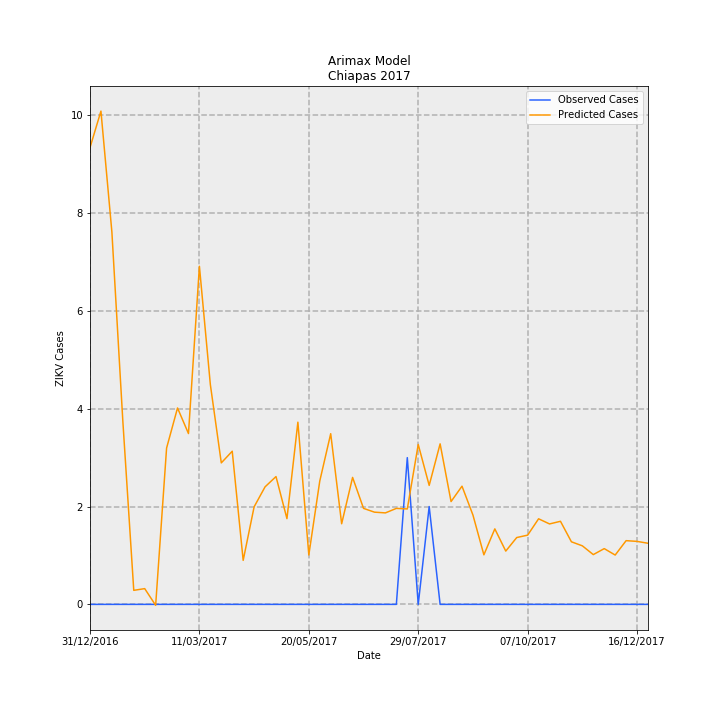 Arimax Model
Chiapas 2017
Observed Cases
Predicted Cases
ZIKV Cases
10
8
6
4
2
0
31/12/2016
11/03/2017
20/05/2017
29/07/2017
07/10/2017
16/12/2017
Date